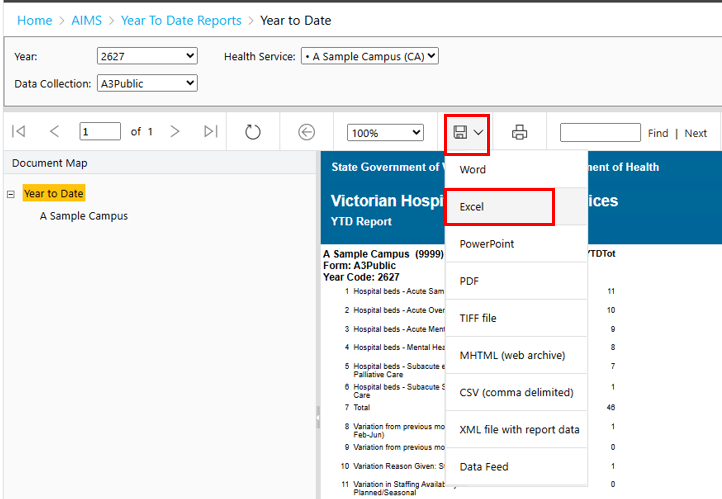 Home > AIMS > Year To Date Reports > Year to Date
Year: 2627 Health Service: • A Sample Campus (CA)
Data Collection: A3Public
1 of 1 100% Find | Next
Document Map
Year to Date
A Sample Campus
Word
Excel
PowerPoint
PDF
TIFF file
MHTML (web archive)
CSV (comma delimited)
XML file with report data
Data Feed
State Government of V ment of Health
Victorian Hospi ices
YTD Report
A Sample Campus (9999) YTDTot
Form: A3Public
Year Code: 2627
1 Hospital beds - Acute Sam 11
2 Hospital beds - Acute Over 10
3 Hospital beds - Acute Men 9
4 Hospital beds - Mental Hea 8
5 Hospital beds - Subacute e 7
Palliative Care
6 Hospital beds - Subacute S 1
Care
7 Total 46
8 Variation from previous mo 1
Feb-Jun)
9 Variation from previous mo 0
10 Variation Reason Given: St 1
11 Variation in Staffing Availab 0
Planned/Seasonal